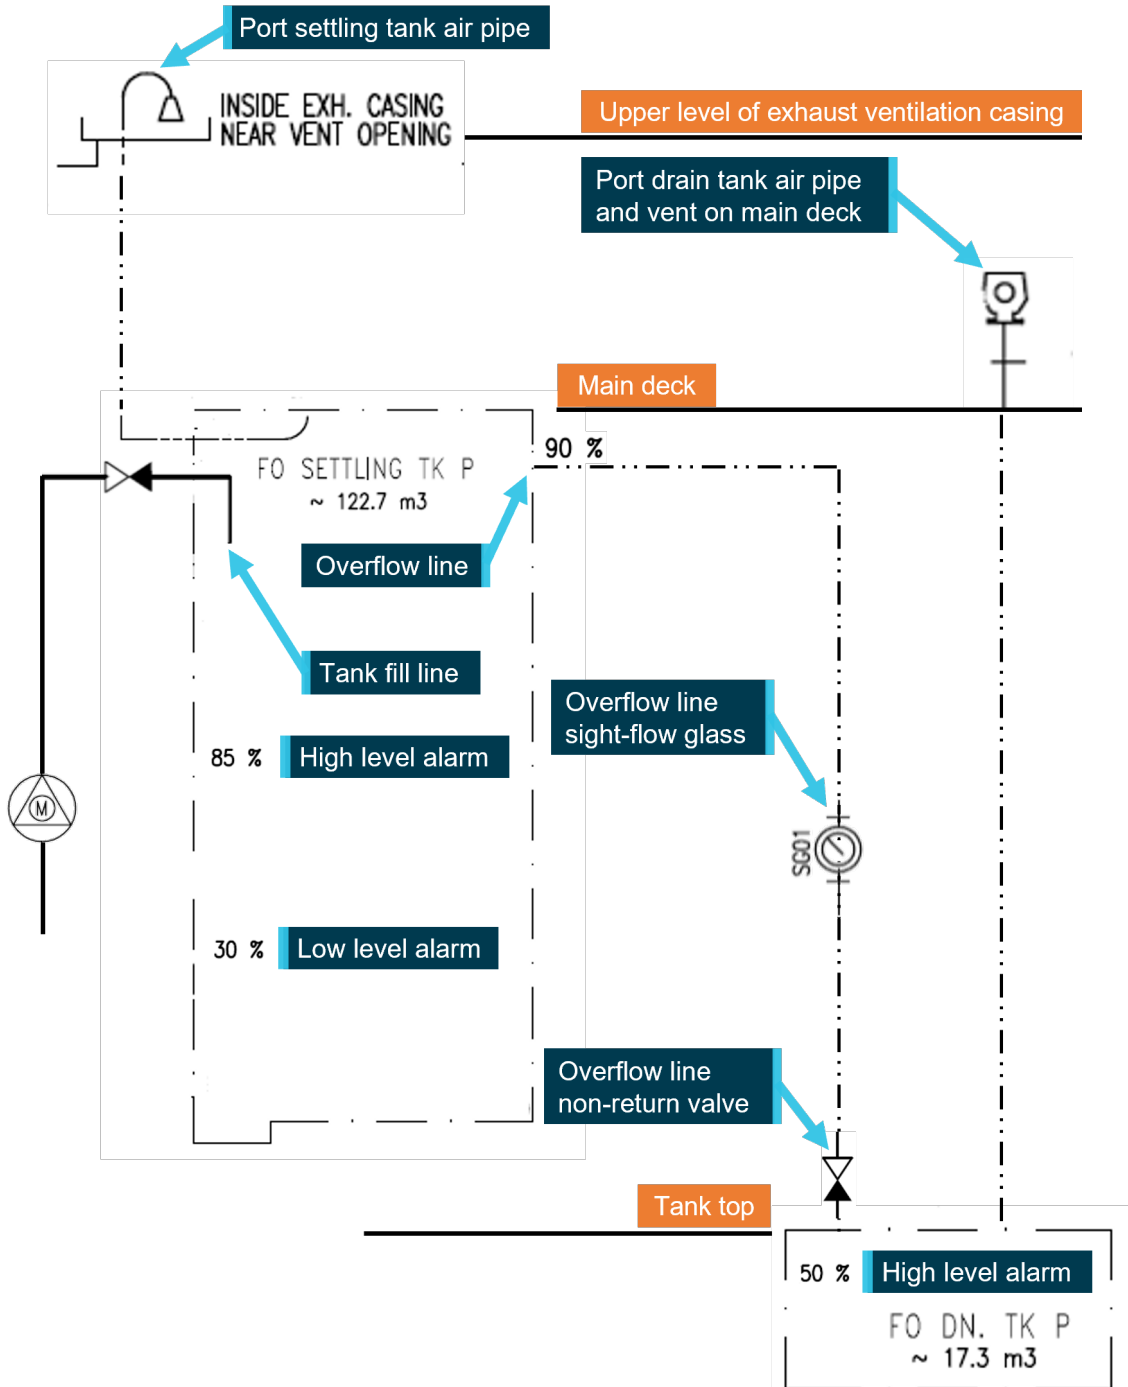 Port settling tank air pipe
INSIDE EXH. CASING
NEAR VENT OPENING
Upper level of exhaust ventilation casing
Port drain tank air pipe
and vent on main deck
Main deck
90 %
FO SETTLING TK P
~ 122.7 m3
Overflow line
Tank fill line
Overflow line
sight-flow glass
85 %
High level alarm
M
SG01
30 %
Low level alarm
Overflow line
non-return valve
Tank top
50 %
High level alarm
FO DN. TK P
~ 17.3 m3